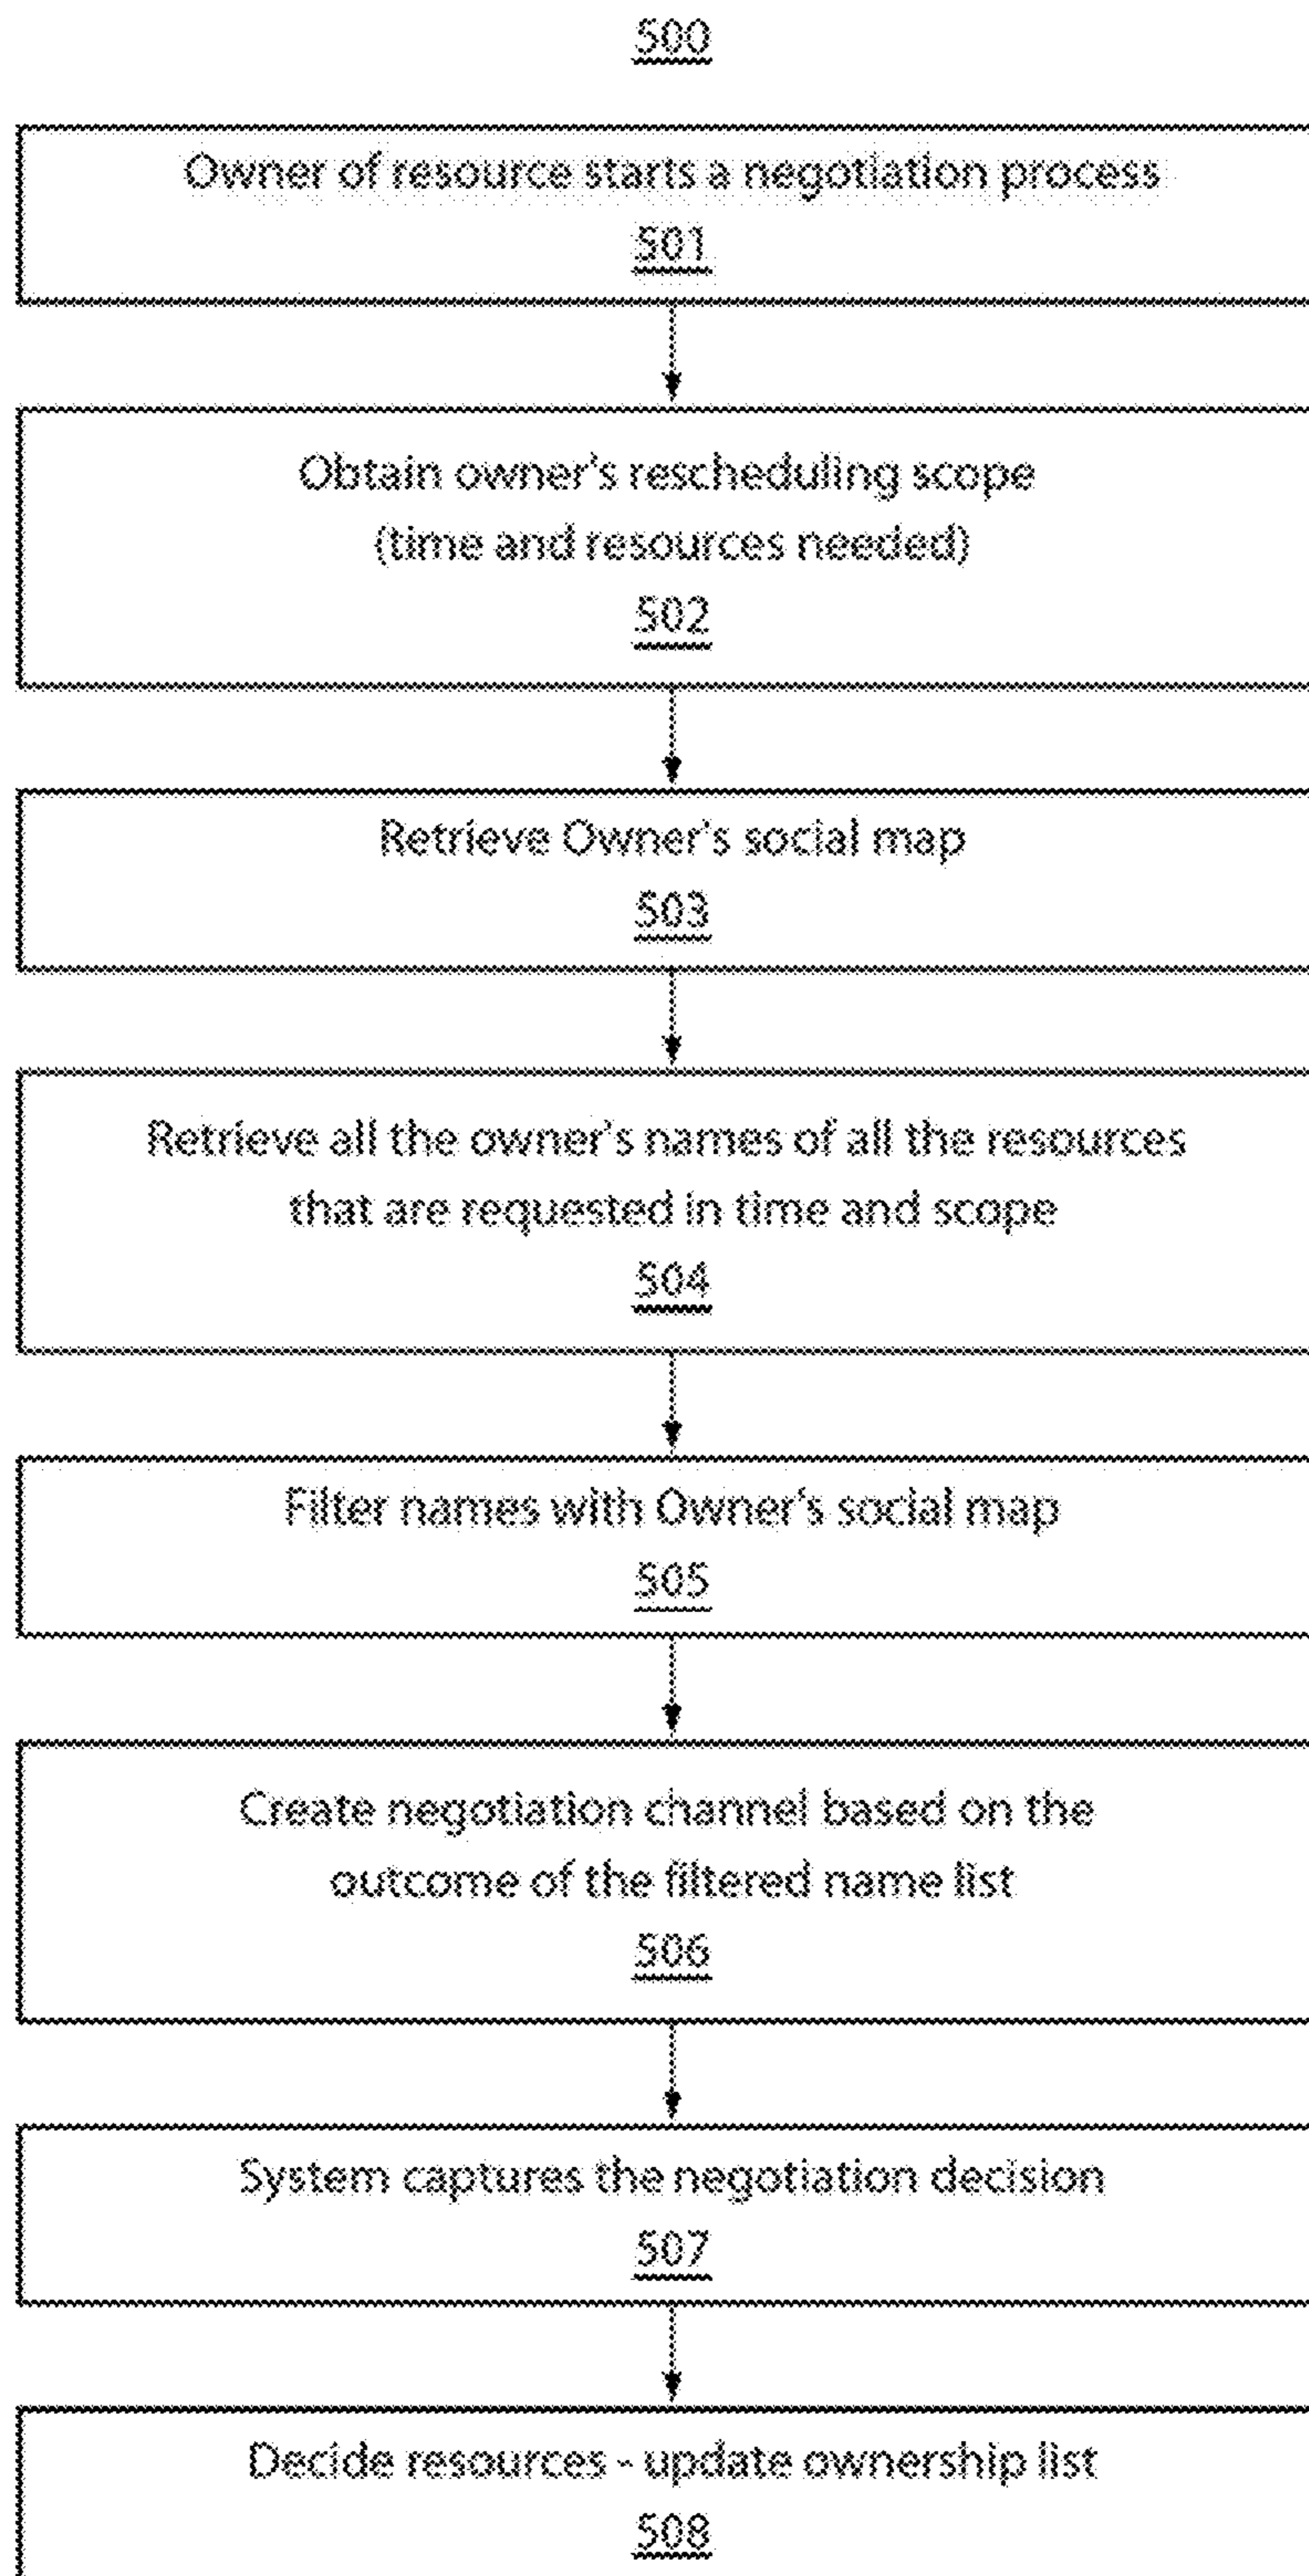 500
Owner of resource starts a negotiation process
501
Obtain owner's rescheduling scope
(time and resources needed)
502
Retrieve Owner's social map
503
Retrieve all the owner's names of all the resources
that are requested in time and scope
504
Filter names with Owner's social map
505
Create negotiation channel based on the
outcome of the filtered name list
506
System captures the negotiation decision
507
Decide resources - update ownership list
508